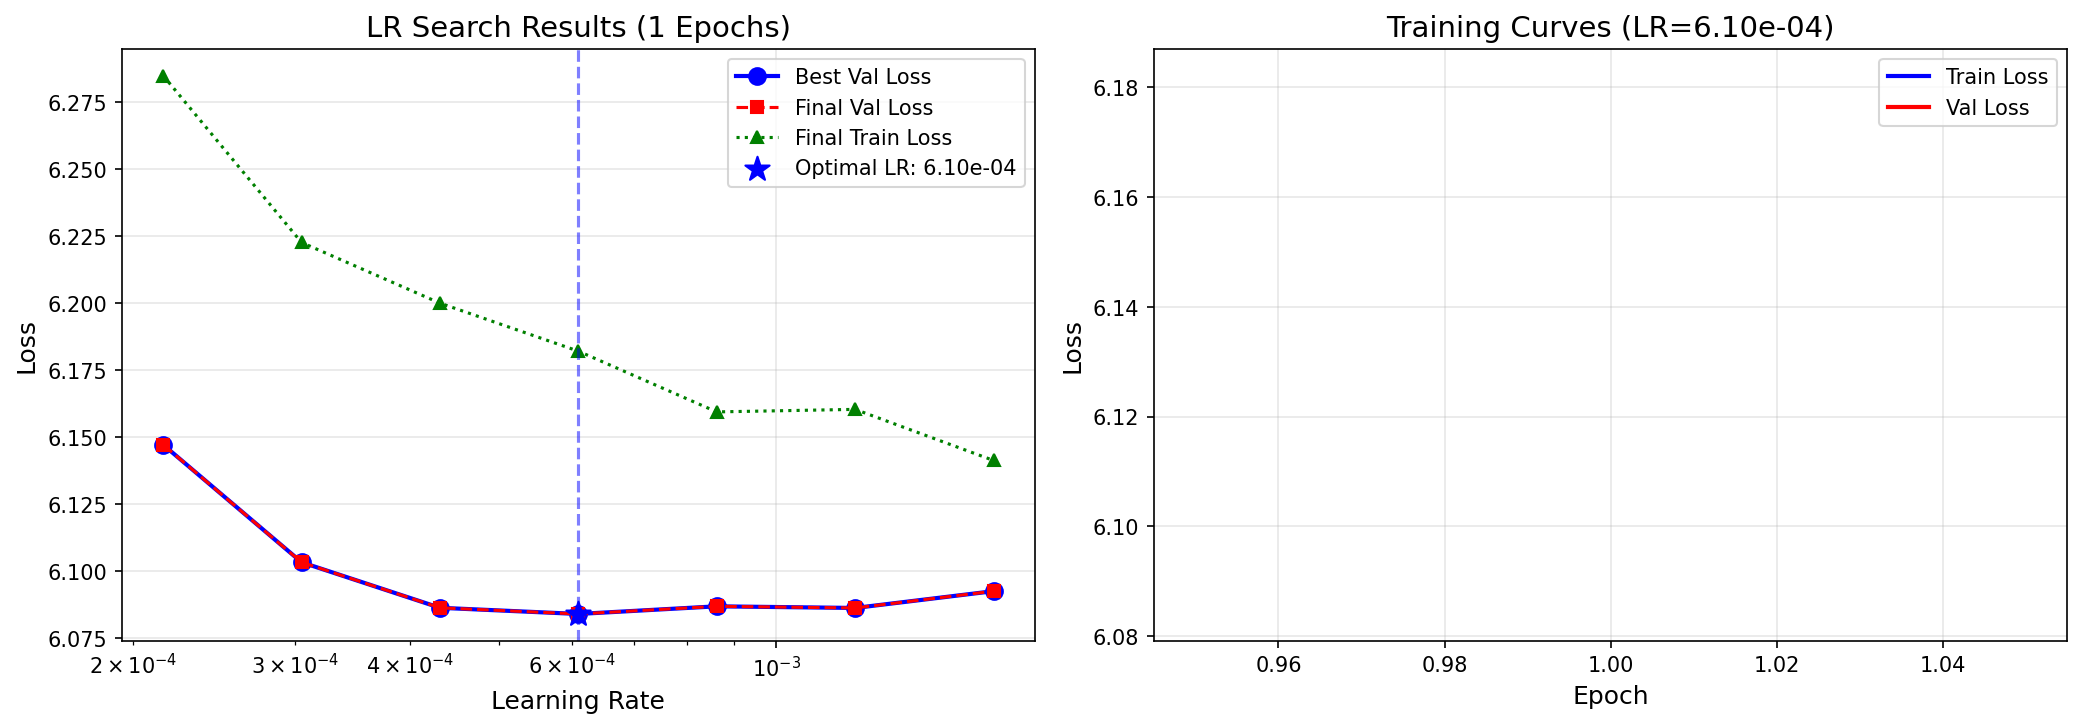 LR Search Results (1 Epochs)
Best Val Loss
Final Val Loss
Final Train Loss
Optimal LR: 6.10e-04
Loss
6.275
6.250
6.225
6.200
6.175
6.150
6.125
6.100
6.075
2 × 10⁻⁴
3 × 10⁻⁴
4 × 10⁻⁴
6 × 10⁻⁴
10⁻³
Learning Rate
Training Curves (LR=6.10e-04)
Train Loss
Val Loss
Loss
6.18
6.16
6.14
6.12
6.10
6.08
0.96
0.98
1.00
1.02
1.04
Epoch